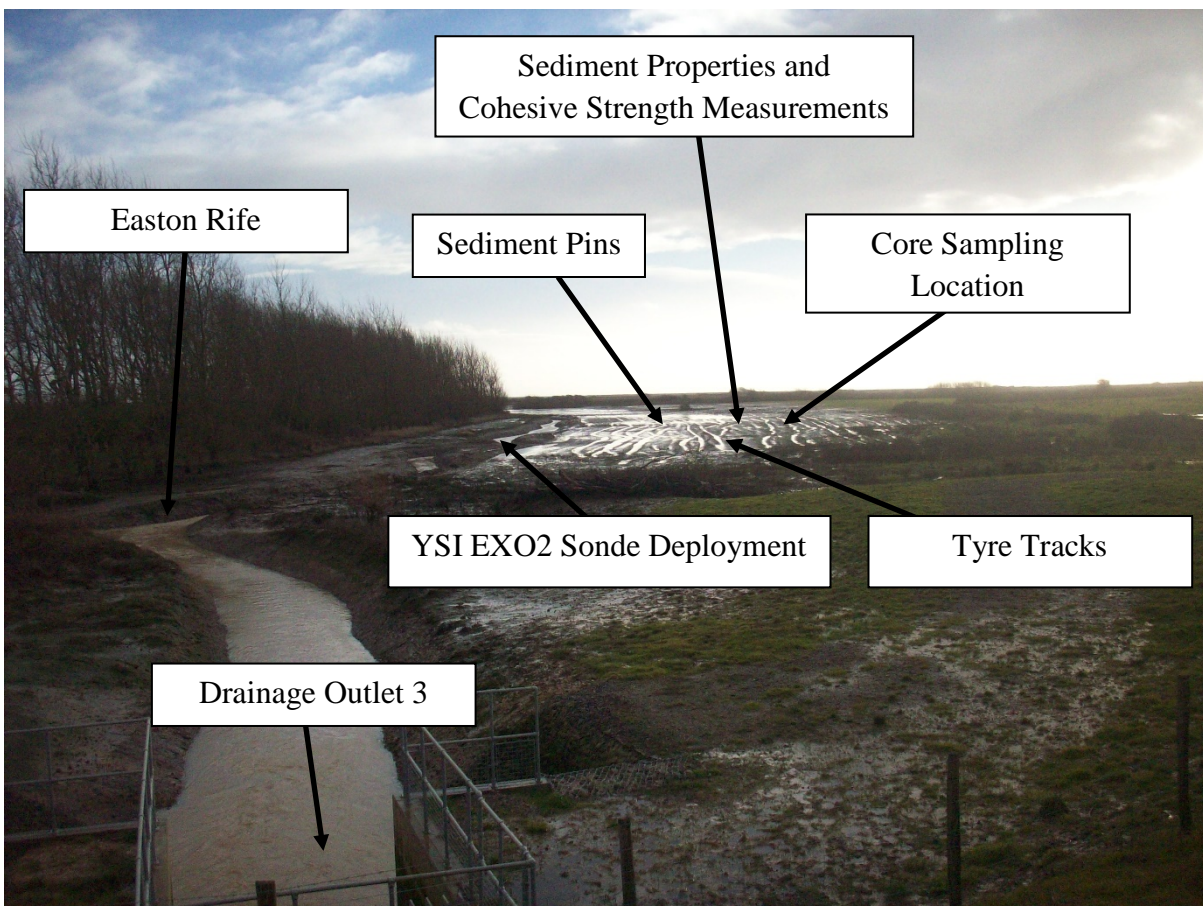 Sediment Properties and
Cohesive Strength Measurements
Easton Rife
Sediment Pins
Core Sampling
Location
YSI EXO2 Sonde Deployment
Tyre Tracks
Drainage Outlet 3